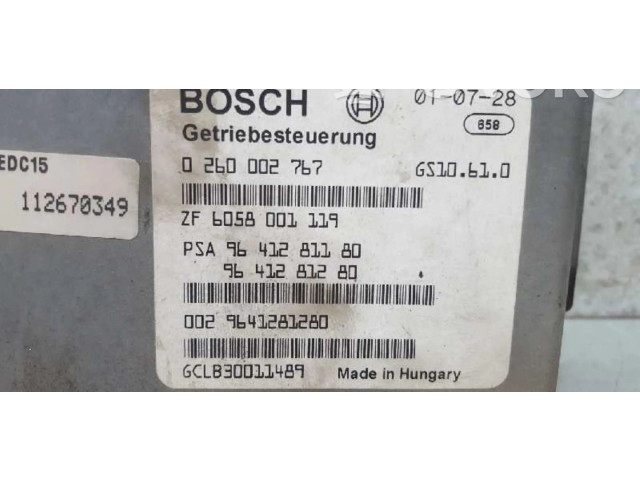 BOSCH 01-07-28
658
Getriebesteuerung
0 260 002 767 GS10.61.0
ZF 6058 001 119
PSA 96 412 811 80
96 412 812 80
002 9641281280
GCLB30011489 Made in Hungary
EDC15
112670349